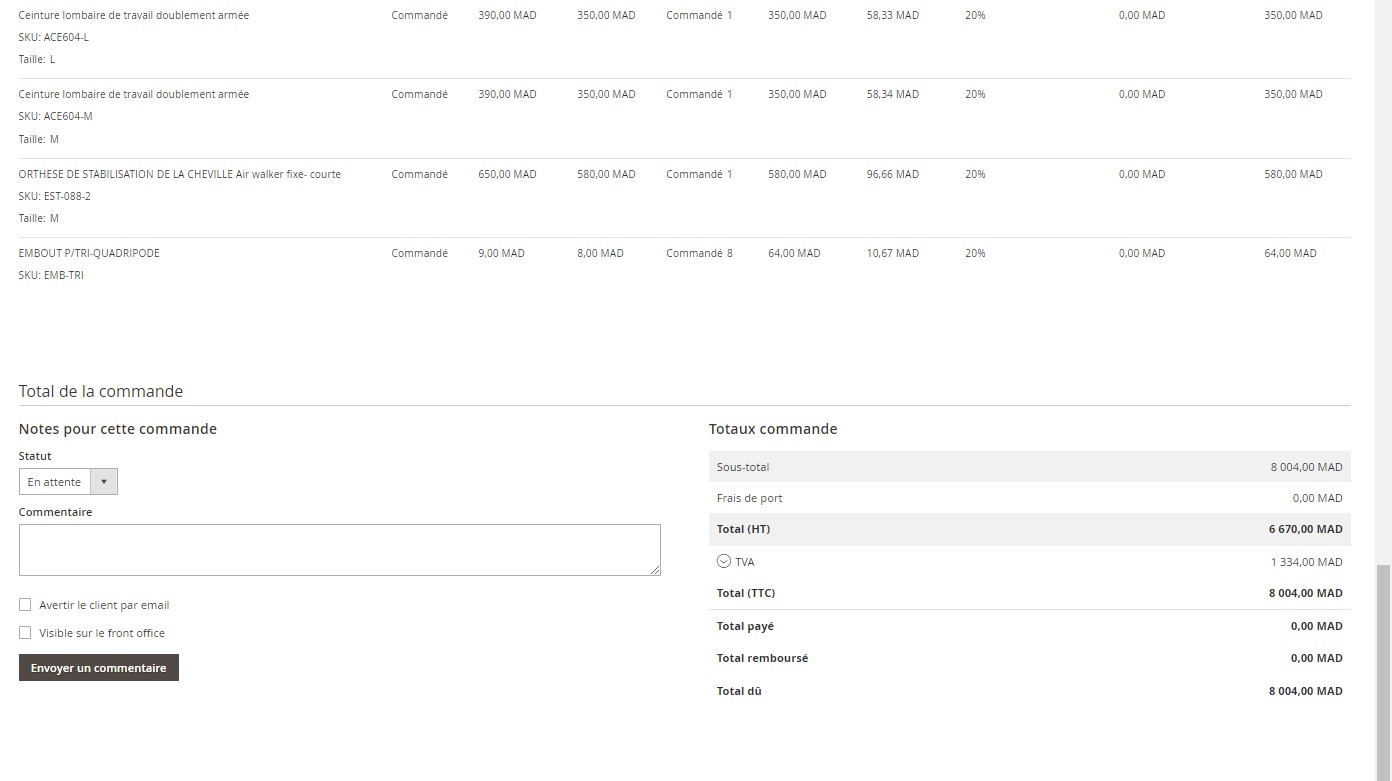 Ceinture lombaire de travail doublement armée Commandé 390,00 MAD 350,00 MAD Commandé 1 350,00 MAD 58,33 MAD 20% 0,00 MAD 350,00 MAD
SKU: ACE604-L
Taille: L
Ceinture lombaire de travail doublement armée Commandé 390,00 MAD 350,00 MAD Commandé 1 350,00 MAD 58,34 MAD 20% 0,00 MAD 350,00 MAD
SKU: ACE604-M
Taille: M
ORTHESE DE STABILISATION DE LA CHEVILLE Air walker fixe- courte Commandé 650,00 MAD 580,00 MAD Commandé 1 580,00 MAD 96,66 MAD 20% 0,00 MAD 580,00 MAD
SKU: EST-088-2
Taille: M
EMBOUT P/TRI-QUADRIPODE Commandé 9,00 MAD 8,00 MAD Commandé 8 64,00 MAD 10,67 MAD 20% 0,00 MAD 64,00 MAD
SKU: EMB-TRI
Total de la commande
Notes pour cette commande
Statut
En attente
Commentaire
Avertir le client par email
Visible sur le front office
Envoyer un commentaire
Totaux commande
Sous-total 8 004,00 MAD
Frais de port 0,00 MAD
Total (HT) 6 670,00 MAD
TVA 1 334,00 MAD
Total (TTC) 8 004,00 MAD
Total payé 0,00 MAD
Total remboursé 0,00 MAD
Total dû 8 004,00 MAD